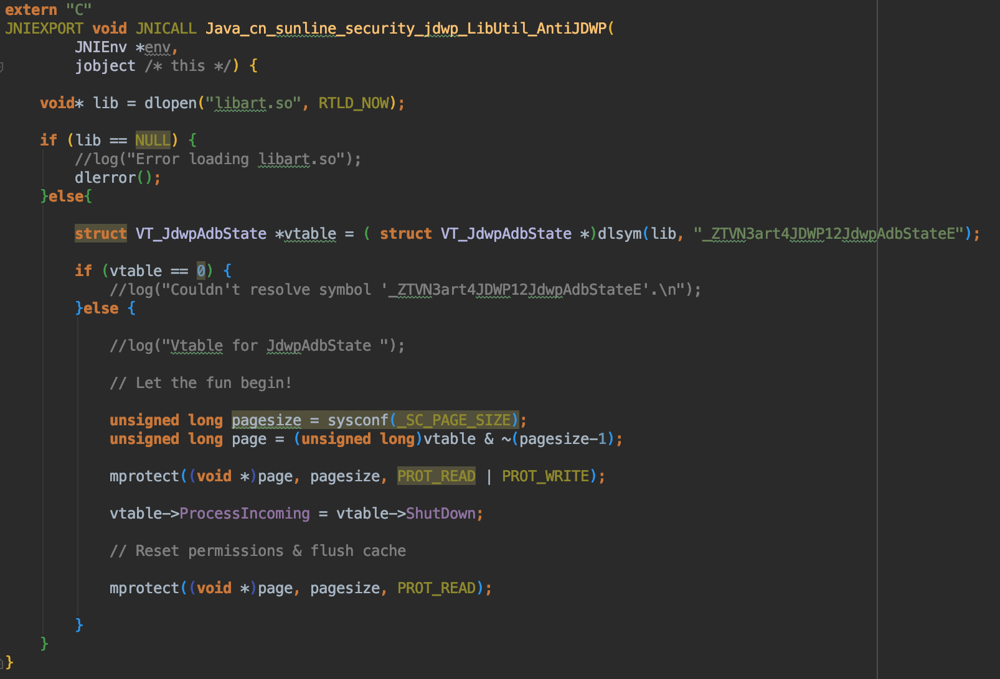 extern "C"
JNIEXPORT void JNICALL Java_cn_sunline_security_jdwp_LibUtil_AntiJDWP(
        JNIEnv *env,
        jobject /* this */) {
    void* lib = dlopen("libart.so", RTLD_NOW);
    if (lib == NULL) {
        //log("Error loading libart.so");
        dlerror();
    }else{
        struct VT_JdwpAdbState *vtable = ( struct VT_JdwpAdbState *)dlsym(lib, "_ZTVN3art4JDWP12JdwpAdbStateE");
        if (vtable == 0) {
            //log("Couldn't resolve symbol '_ZTVN3art4JDWP12JdwpAdbStateE'.\n");
        }else {
            //log("Vtable for JdwpAdbState ");
            // Let the fun begin!
            unsigned long pagesize = sysconf(_SC_PAGE_SIZE);
            unsigned long page = (unsigned long)vtable & ~(pagesize-1);
            mprotect((void *)page, pagesize, PROT_READ | PROT_WRITE);
            vtable->ProcessIncoming = vtable->ShutDown;
            // Reset permissions & flush cache
            mprotect((void *)page, pagesize, PROT_READ);
        }
    }
}